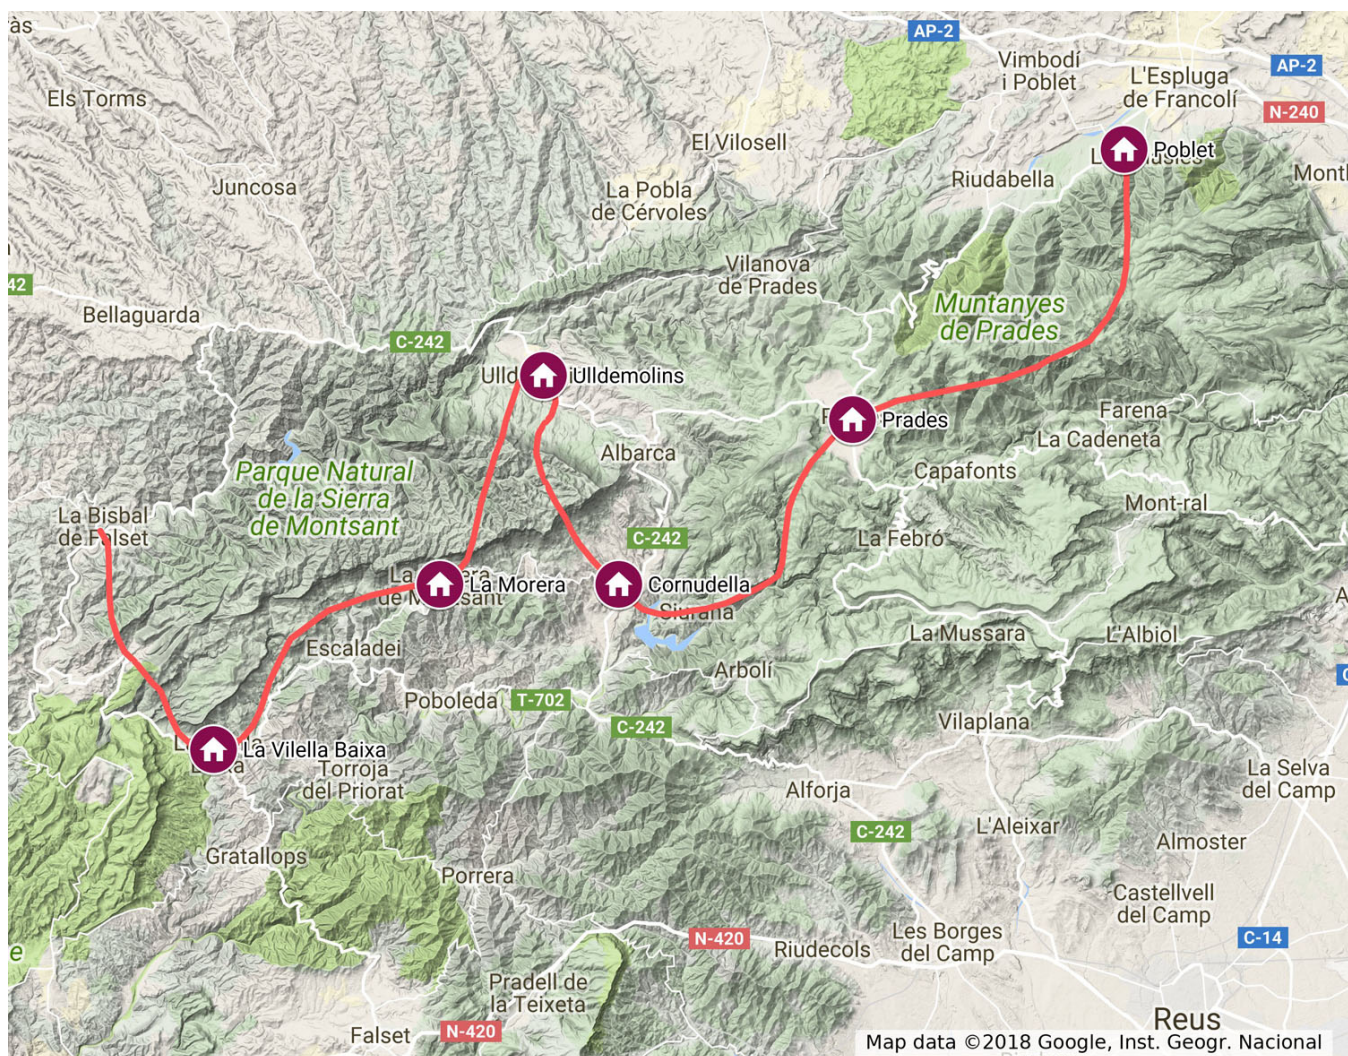 AP-2
Vimbodí
i Poblet
AP-2
L'Espluga
de Francolí
N-240
Els Torms
El Vilosell
Poblet
Riudabella
Juncosa
La Pobla
de Cérvoles
Vilanova
de Prades
42
Bellaguarda
C-242
Muntanyes
de Prades
Ulldemolins
Prades
Farena
La Cadeneta
Albarca
Capafonts
Parque Natural
de la Sierra
de Montsant
Mont-ral
La Bisbal
de Falset
C-242
La Febró
La Morera
Cornudella
Siurana
La Mussara
L'Albiol
Escaladei
Arbolí
Poboleda
T-702
C-242
Vilaplana
La Vilella Baixa
Torroja
del Priorat
Alforja
La Selva
del Camp
C-242
L'Aleixar
Almoster
Gratallops
Porrera
Castellvell
del Camp
N-420
Riudecols
Les Borges
del Camp
C-14
Pradell de
la Teixeta
Falset
N-420
Reus
Map data ©2018 Google, Inst. Geogr. Nacional